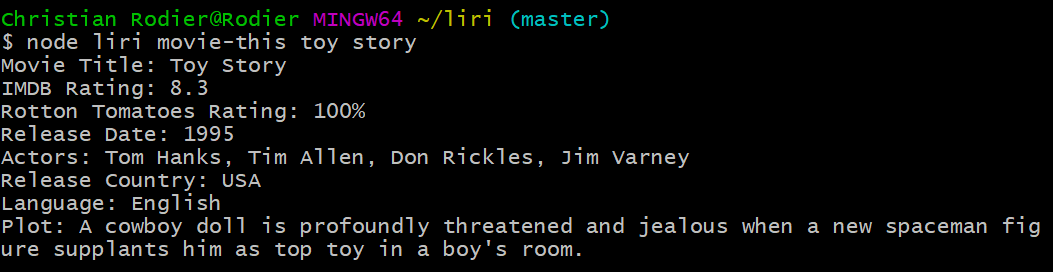 Christian Rodier@Rodier MINGW64 ~/liri (master)
$ node liri movie-this toy story
Movie Title: Toy Story
IMDB Rating: 8.3
Rotton Tomatoes Rating: 100%
Release Date: 1995
Actors: Tom Hanks, Tim Allen, Don Rickles, Jim Varney
Release Country: USA
Language: English
Plot: A cowboy doll is profoundly threatened and jealous when a new spaceman fig
ure supplants him as top toy in a boy's room.